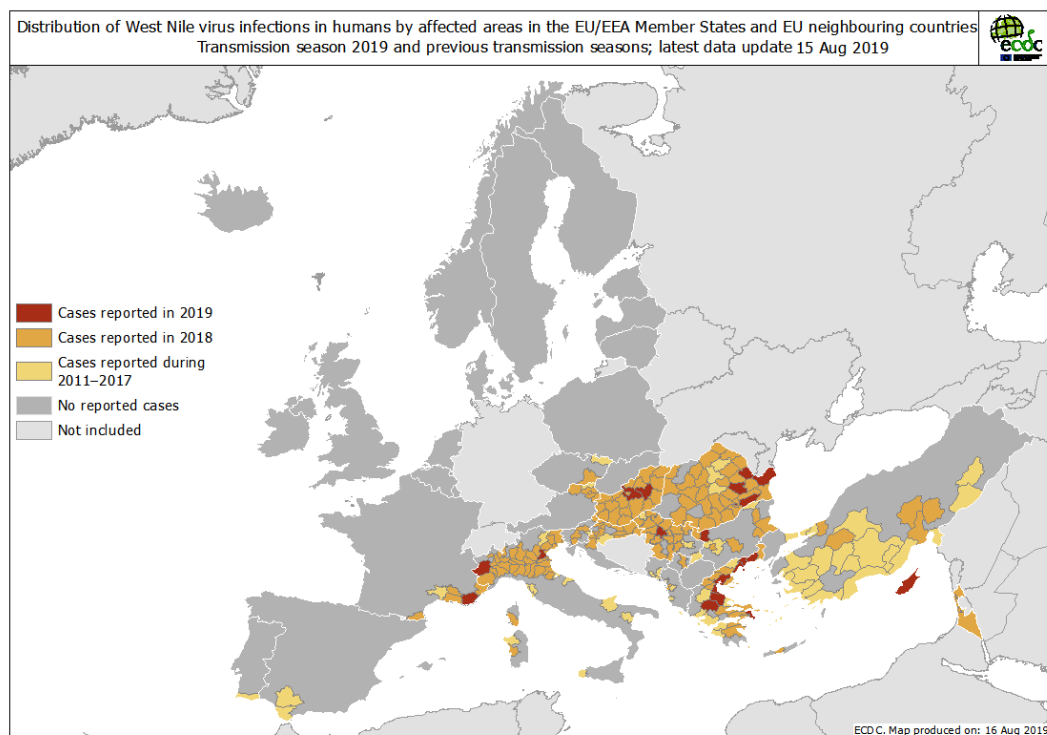 Distribution of West Nile virus infections in humans by affected areas in the EU/EEA Member States and EU neighbouring countries
Transmission season 2019 and previous transmission seasons; latest data update 15 Aug 2019
ecdc
Cases reported in 2019
Cases reported in 2018
Cases reported during
2011–2017
No reported cases
Not included
ECDC. Map produced on: 16 Aug 2019